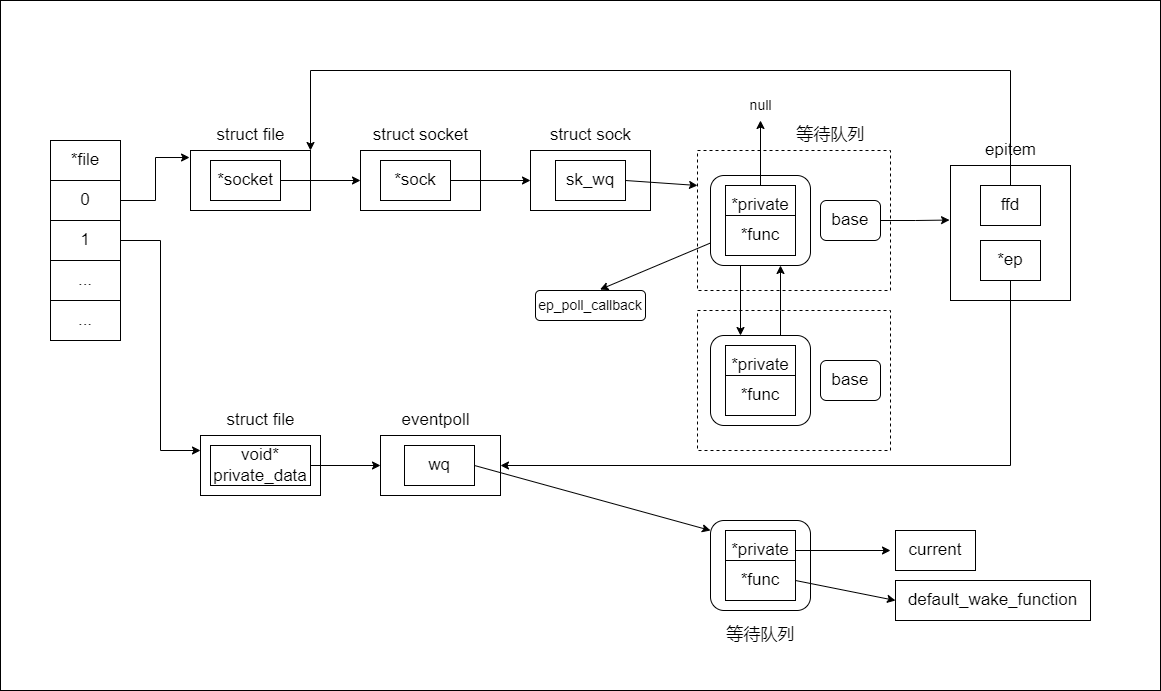 null
等待队列
struct file
struct socket
struct sock
epitem
*file
*socket
*sock
sk_wq
*private
*func
base
ffd
*ep
0
1
...
...
ep_poll_callback
*private
*func
base
struct file
eventpoll
void*
private_data
wq
*private
*func
current
default_wake_function
等待队列